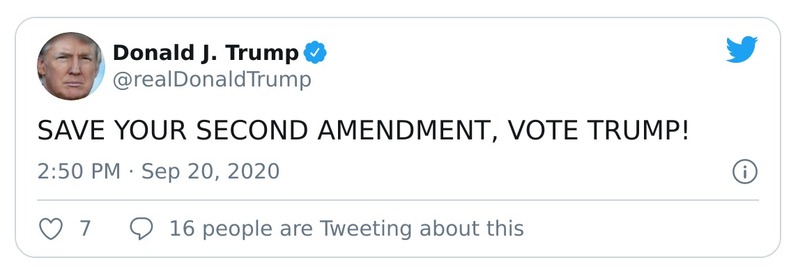 Donald J. Trump
@realDonaldTrump
SAVE YOUR SECOND AMENDMENT, VOTE TRUMP!
2:50 PM · Sep 20, 2020
7 16 people are Tweeting about this